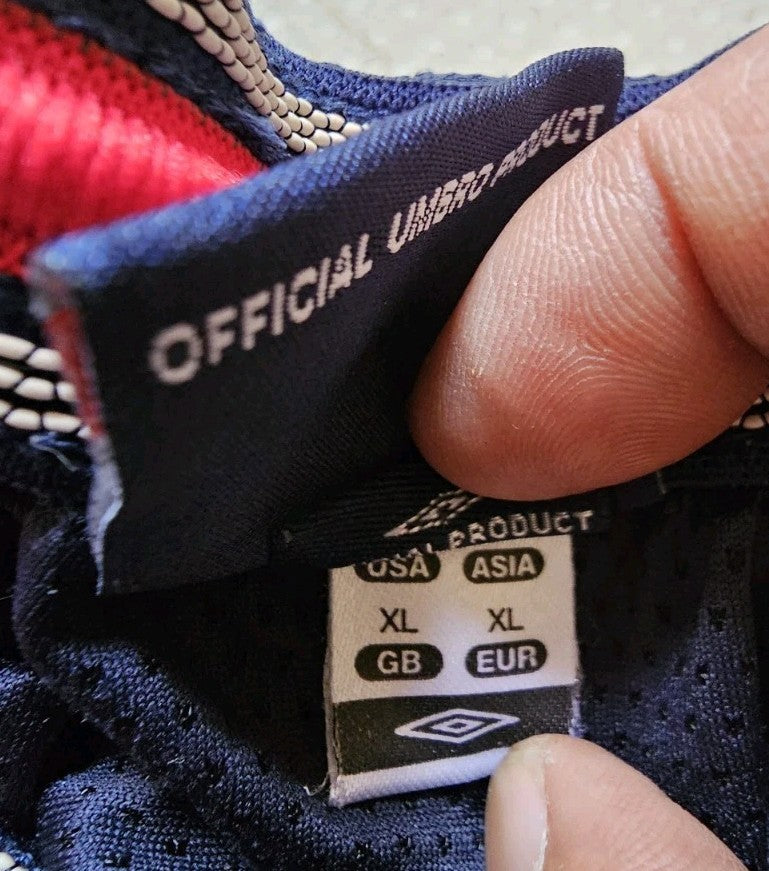 OFFICIAL UMBRO PRODUCT
PRODUCT
USA ASIA
XL XL
GB EUR